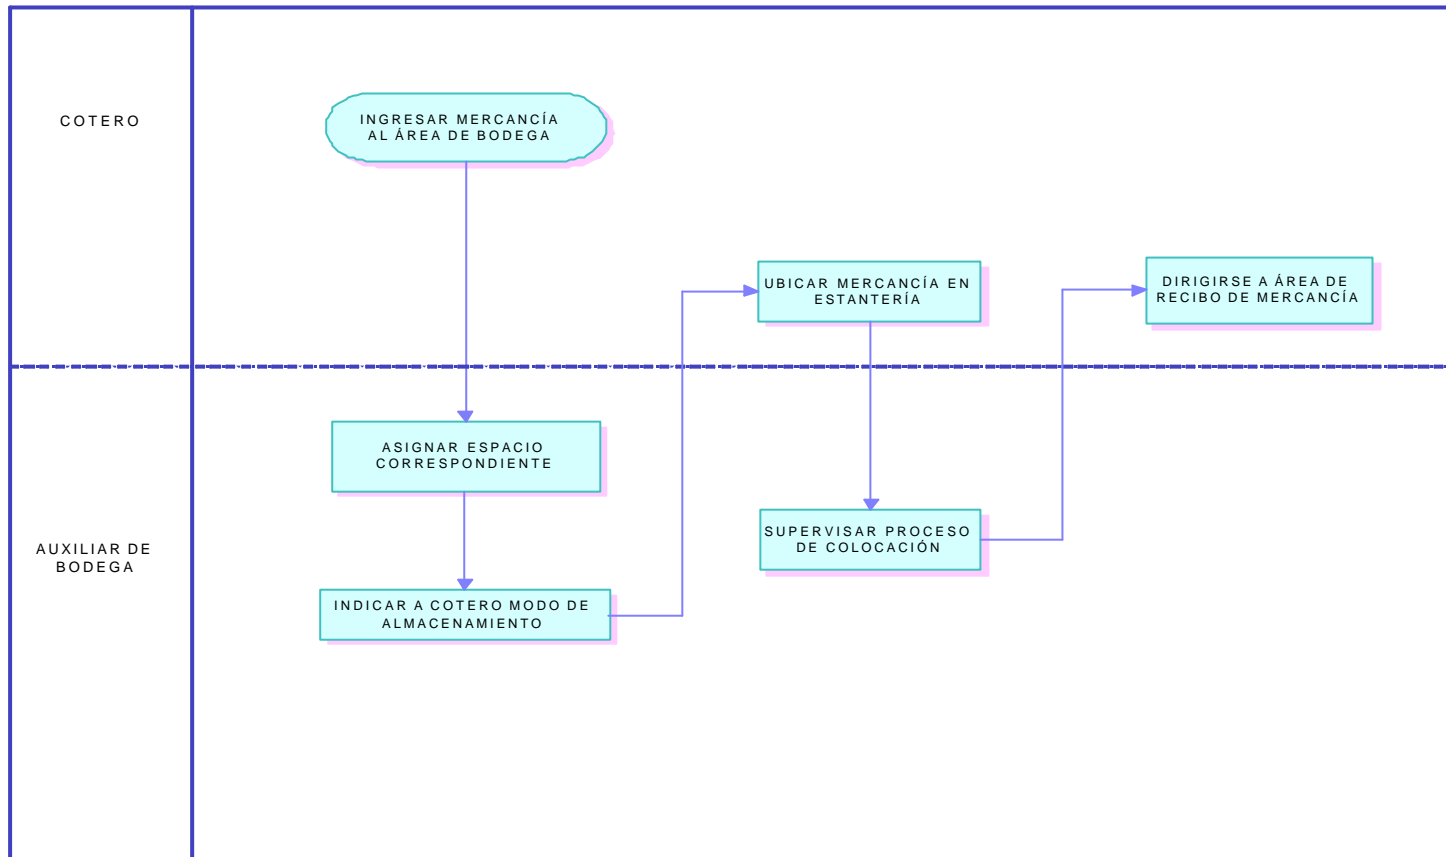 COTERO
INGRESAR MERCANCÍA
AL ÁREA DE BODEGA
UBICAR MERCANCÍA EN
ESTANTERÍA
DIRIGIRSE A ÁREA DE
RECIBO DE MERCANCÍA
AUXILIAR DE
BODEGA
ASIGNAR ESPACIO
CORRESPONDIENTE
INDICAR A COTERO MODO DE
ALMACENAMIENTO
SUPERVISAR PROCESO
DE COLOCACIÓN